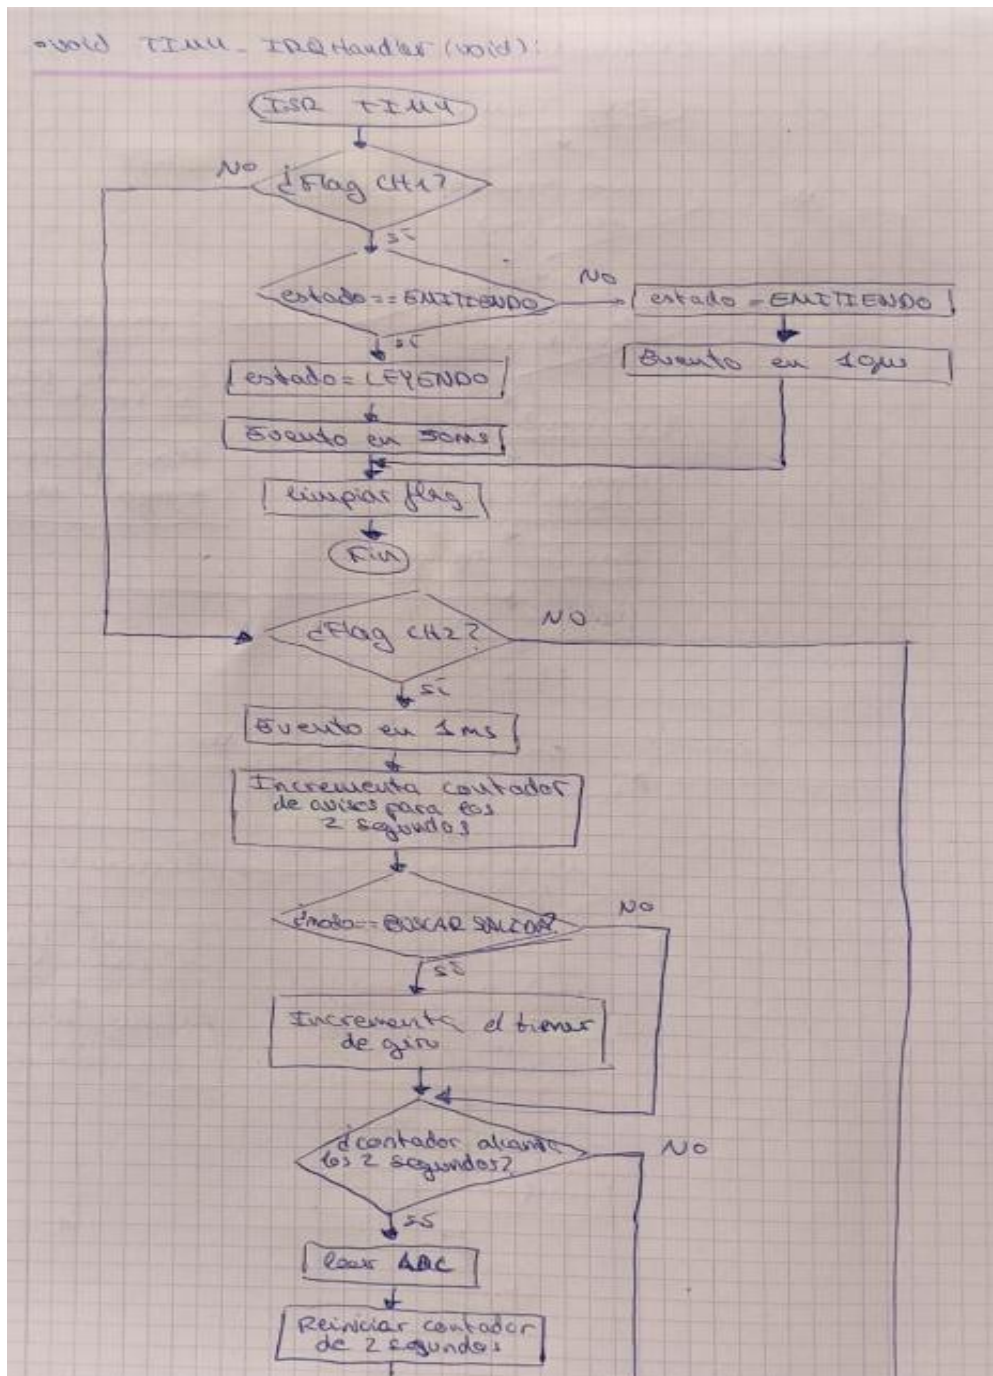 void TIM4_IRQHandler(void):
ISR TIM4
¿Flag CH1?
NO
SÍ
estado==EMITIENDO
NO
estado=EMITIENDO
Evento en
SÍ
estado=LEYENDO
Evento en 50ms
limpiar flag
Fin
¿Flag CH2?
NO
SÍ
Evento en 1ms
Incrementa contador
de avisos para los
2 segundos
¿modo==BUSCAR SALIDA?
NO
SÍ
Incrementa el timer
de giro
¿contador alcanza
los 2 segundos?
NO
SÍ
leer ADC
Reiniciar contador
de 2 segundos